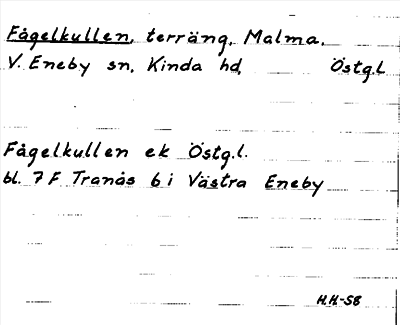 Fågelkullen, terräng, Malma,
V. Eneby sn, Kinda hd, Östg.l
Fågelkullen ek Östg.l.
bl. 7 F Tranås 6 i Västra Eneby
H.H.-58